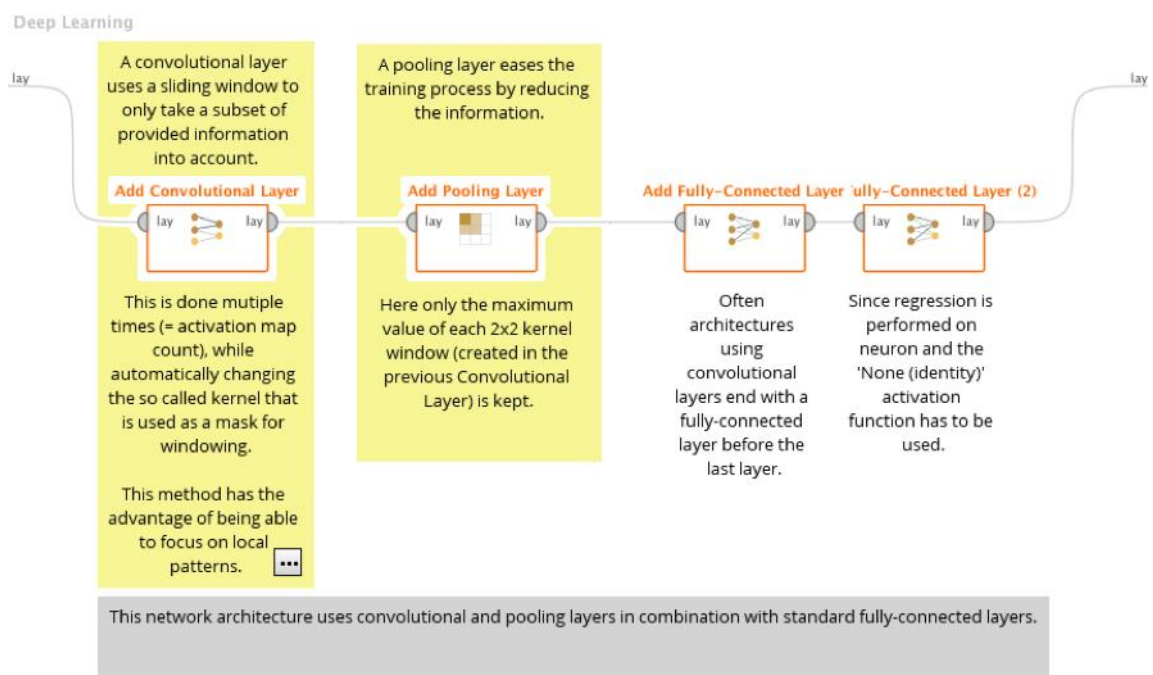 Deep Learning
lay
A convolutional layer
uses a sliding window to
only take a subset of
provided information
into account.
Add Convolutional Layer
lay lay
This is done mutiple
times (= activation map
count), while
automatically changing
the so called kernel that
is used as a mask for
windowing.
This method has the
advantage of being able
to focus on local
patterns.
...
A pooling layer eases the
training process by reducing
the information.
Add Pooling Layer
lay lay
Here only the maximum
value of each 2x2 kernel
window (created in the
previous Convolutional
Layer) is kept.
Add Fully-Connected Layer
lay lay
Often
architectures
using
convolutional
layers end with a
fully-connected
layer before the
last layer.
ully-Connected Layer (2)
lay lay
Since regression is
performed on
neuron and the
'None (identity)'
activation
function has to be
used.
lay
This network architecture uses convolutional and pooling layers in combination with standard fully-connected layers.